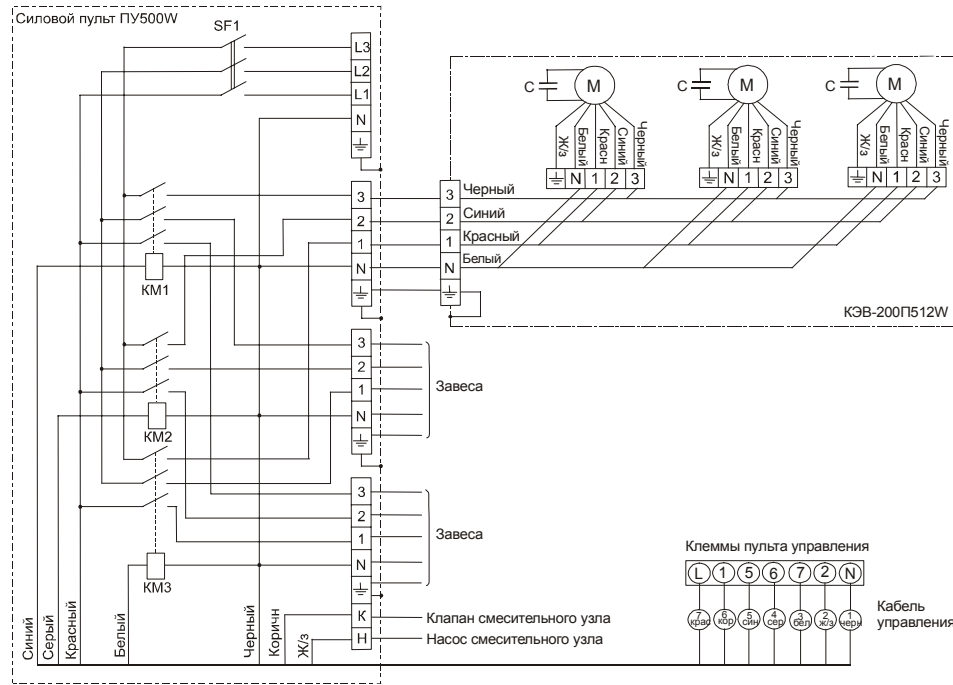 Силовой пульт ПУ500W
SF1
L3
L2
L1
N
3
2
1
N
КМ1
3
2
1
N
КМ2
3
2
1
N
КМ3
К
Н
Завеса
Завеса
Клапан смесительного узла
Насос смесительного узла
Синий
Серый
Красный
Белый
Черный
Коричн
Ж/з
3 Черный
2 Синий
1 Красный
N Белый
С М
Ж/з Белый Красн Синий Черный
N 1 2 3
С М
Ж/з Белый Красн Синий Черный
N 1 2 3
С М
Ж/з Белый Красн Синий Черный
N 1 2 3
КЭВ-200П512W
Клеммы пульта управления
L 1 5 6 7 2 N
7 крас 6 кор 5 син 4 сер 3 бел 2 ж/з 1 черн
Кабель
управления